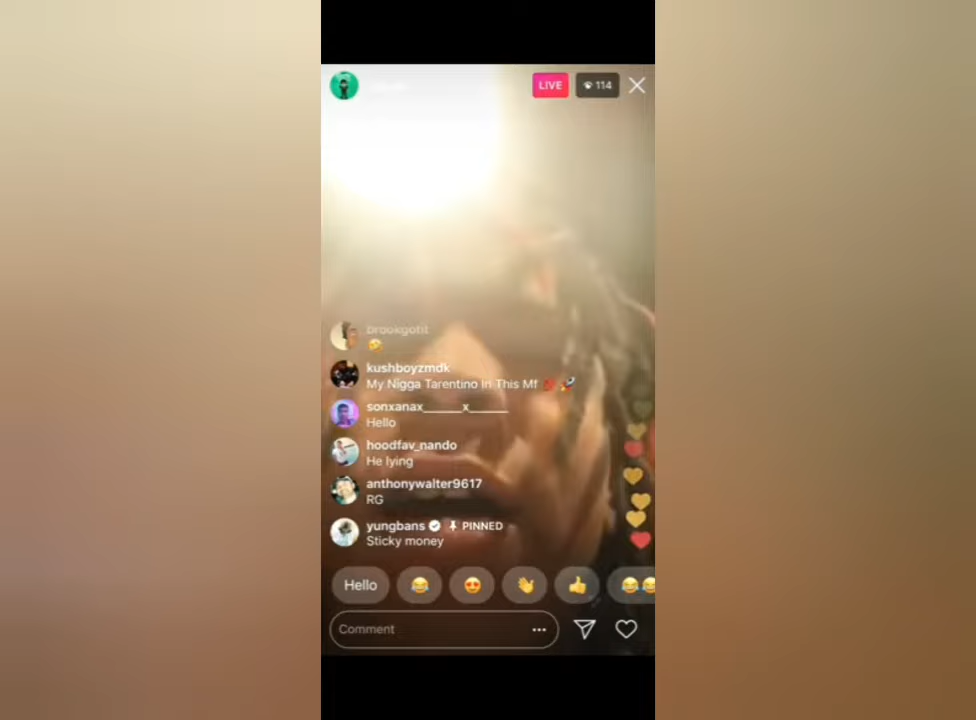 LIVE
114
brookgotit
🤣
kushboyzmdk
My Nigga Tarentino In This Mf 💯 🚀
sonxanax______x______
Hello
hoodfav_nando
He lying
anthonywalter9617
RG
yungbans PINNED
Sticky money
Hello 😂 😍 👋 👍 😂😂
Comment